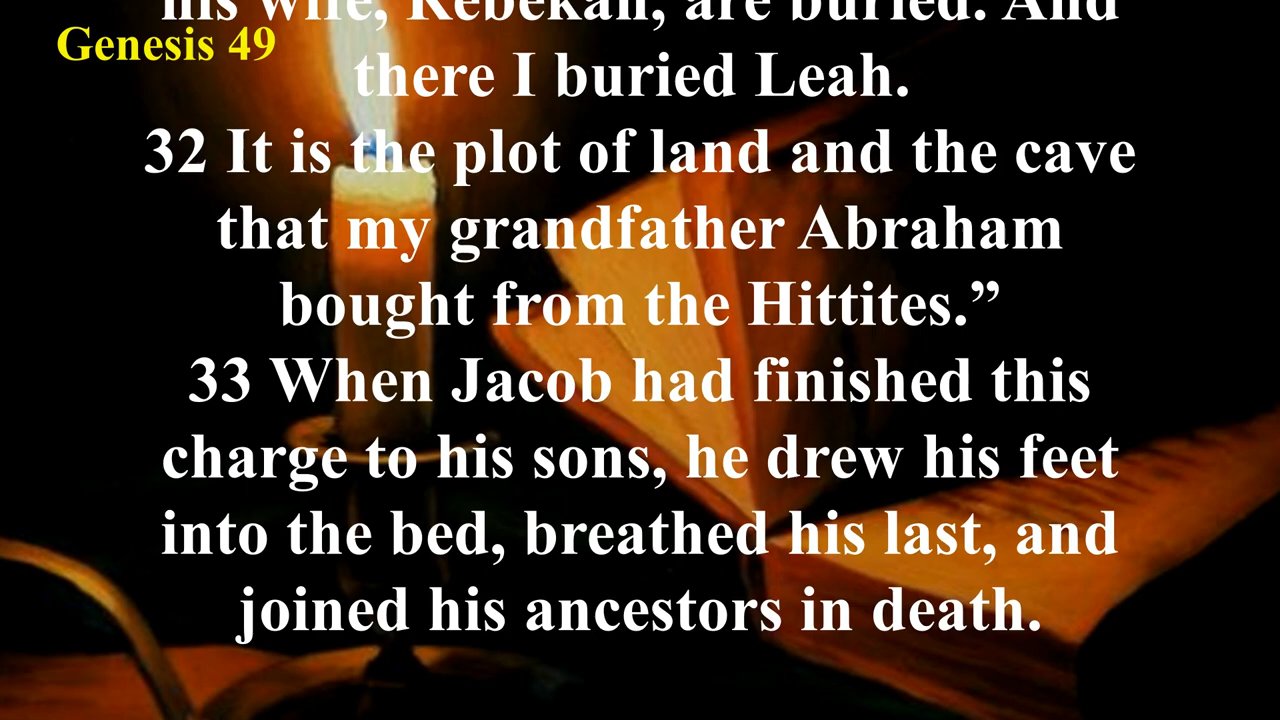 his wife, Rebekah, are buried. And
Genesis 49
there I buried Leah.
32 It is the plot of land and the cave
that my grandfather Abraham
bought from the Hittites.”
33 When Jacob had finished this
charge to his sons, he drew his feet
into the bed, breathed his last, and
joined his ancestors in death.